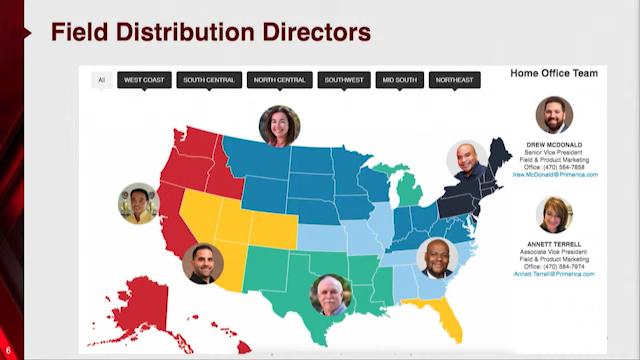 Field Distribution Directors
All
WEST COAST
SOUTH CENTRAL
NORTH CENTRAL
SOUTHWEST
MID SOUTH
NORTHEAST
Home Office Team
DREW MCDONALD
Senior Vice President
Field & Product Marketing
Office: (470) 564-7858
Drew.McDonald@Primerica.com
ANNETT TERRELL
Associate Vice President
Field & Product Marketing
Office: (470) 584-7974
Annett.Terrell@Primerica.com
6